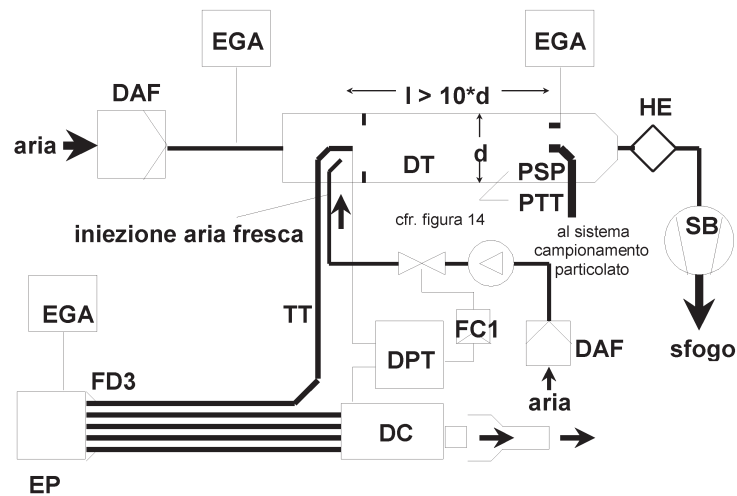 EGA
EGA
DAF
l > 10*d
HE
aria
d
DT
PSP
PTT
SB
iniezione aria fresca
cfr. figura 14
al sistema
campionamento
particolato
EGA
TT
FC1
DPT
DAF
sfogo
FD3
aria
DC
EP